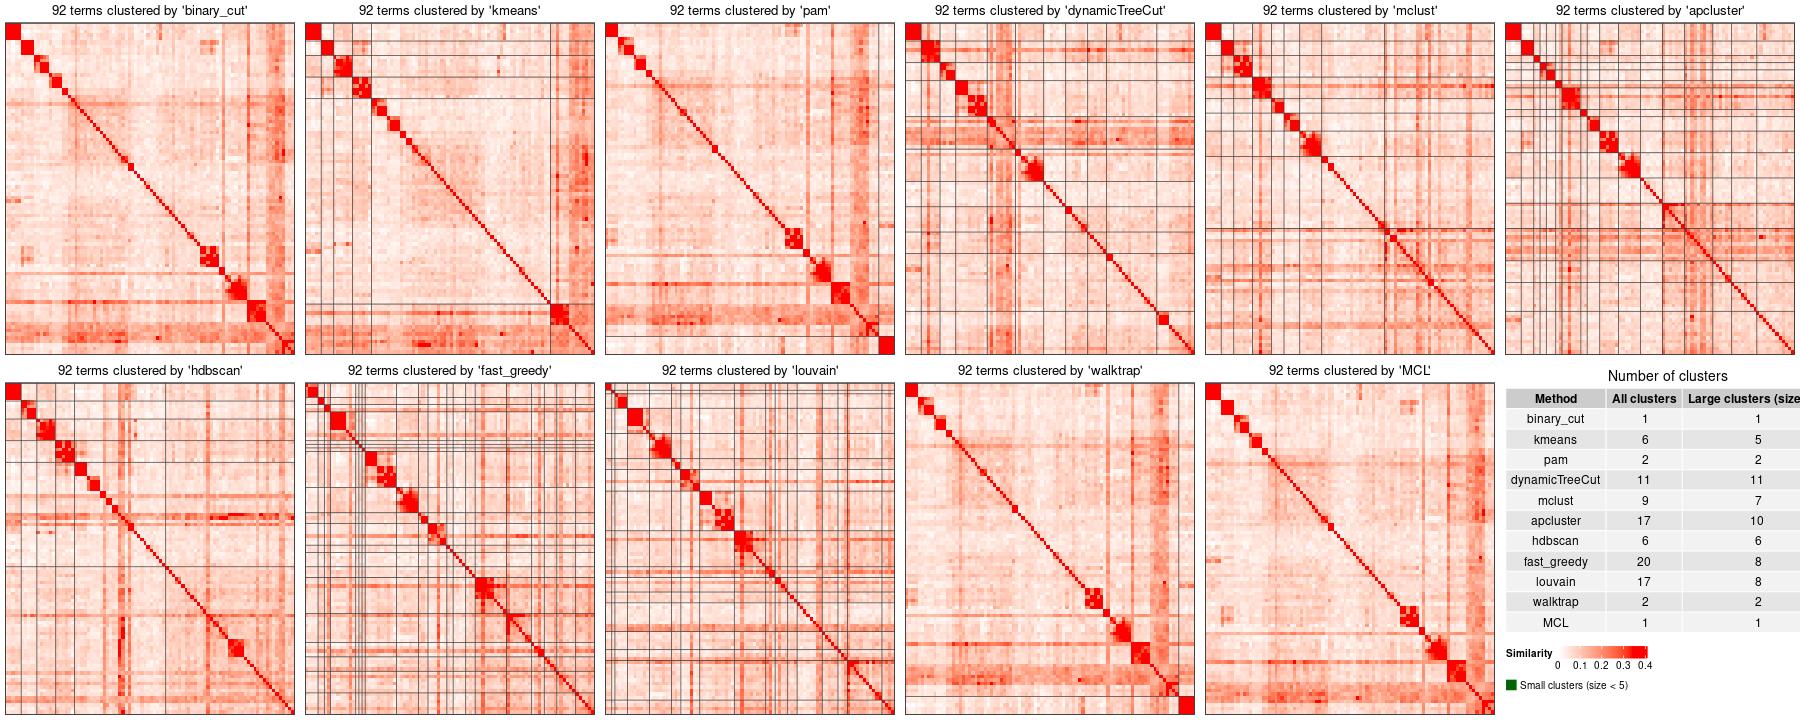 92 terms clustered by 'binary_cut'
92 terms clustered by 'kmeans'
92 terms clustered by 'pam'
92 terms clustered by 'dynamicTreeCut'
92 terms clustered by 'mclust'
92 terms clustered by 'apcluster'
92 terms clustered by 'hdbscan'
92 terms clustered by 'fast_greedy'
92 terms clustered by 'louvain'
92 terms clustered by 'walktrap'
92 terms clustered by 'MCL'
Number of clusters
Method All clusters Large clusters (size
binary_cut 1 1
kmeans 6 5
pam 2 2
dynamicTreeCut 11 11
mclust 9 7
apcluster 17 10
hdbscan 6 6
fast_greedy 20 8
louvain 17 8
walktrap 2 2
MCL 1 1
Similarity
0 0.1 0.2 0.3 0.4
Small clusters (size < 5)